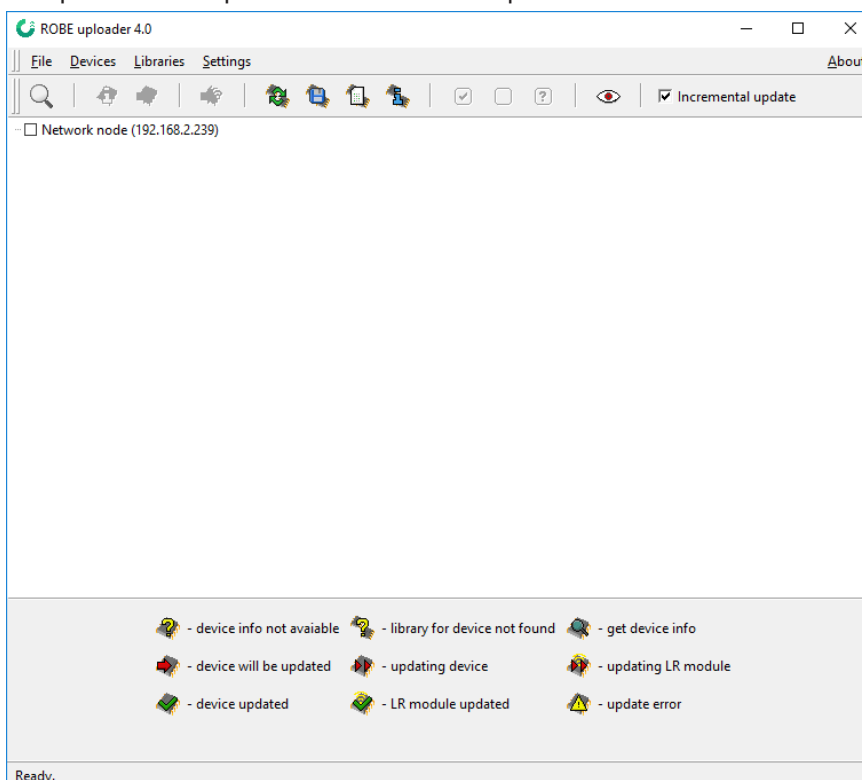 ROBE uploader 4.0
File Devices Libraries Settings About
Incremental update
Network node (192.168.2.239)
- device info not avaiable - library for device not found - get device info
- device will be updated - updating device - updating LR module
- device updated - LR module updated - update error
Ready.